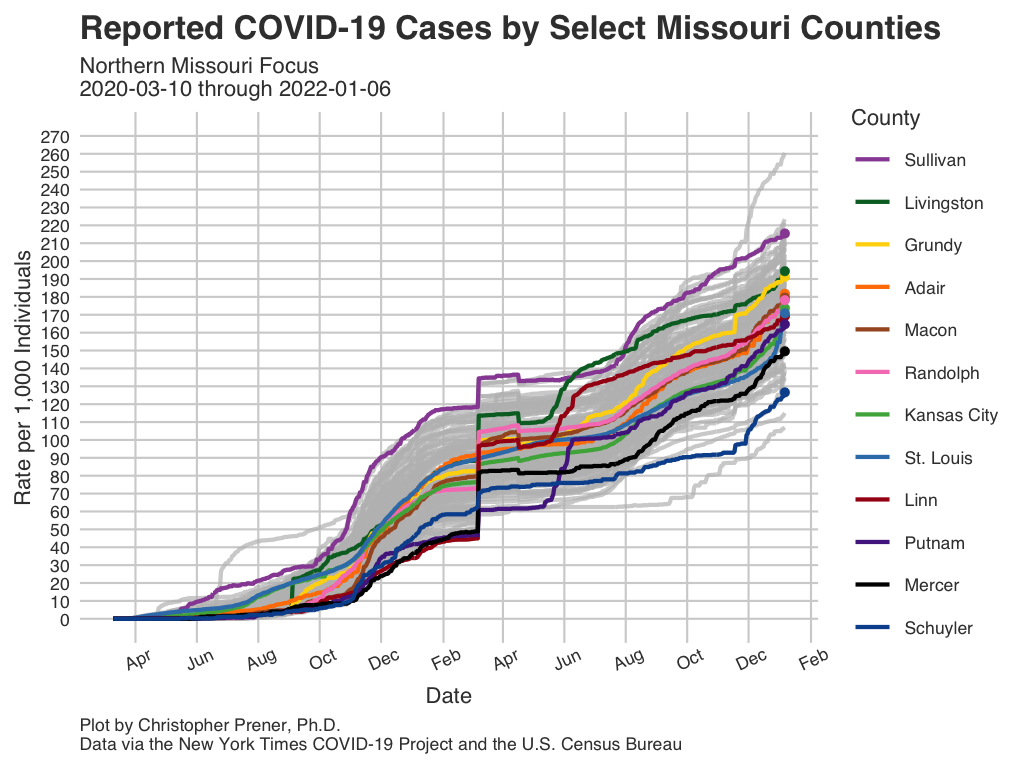 Reported COVID-19 Cases by Select Missouri Counties
Northern Missouri Focus
2020-03-10 through 2022-01-06
County
Sullivan
Livingston
Grundy
Adair
Macon
Randolph
Kansas City
St. Louis
Linn
Putnam
Mercer
Schuyler
Rate per 1,000 Individuals
270
260
250
240
230
220
210
200
190
180
170
160
150
140
130
120
110
100
90
80
70
60
50
40
30
20
10
0
Apr Jun Aug Oct Dec Feb Apr Jun Aug Oct Dec Feb
Date
Plot by Christopher Prener, Ph.D.
Data via the New York Times COVID-19 Project and the U.S. Census Bureau